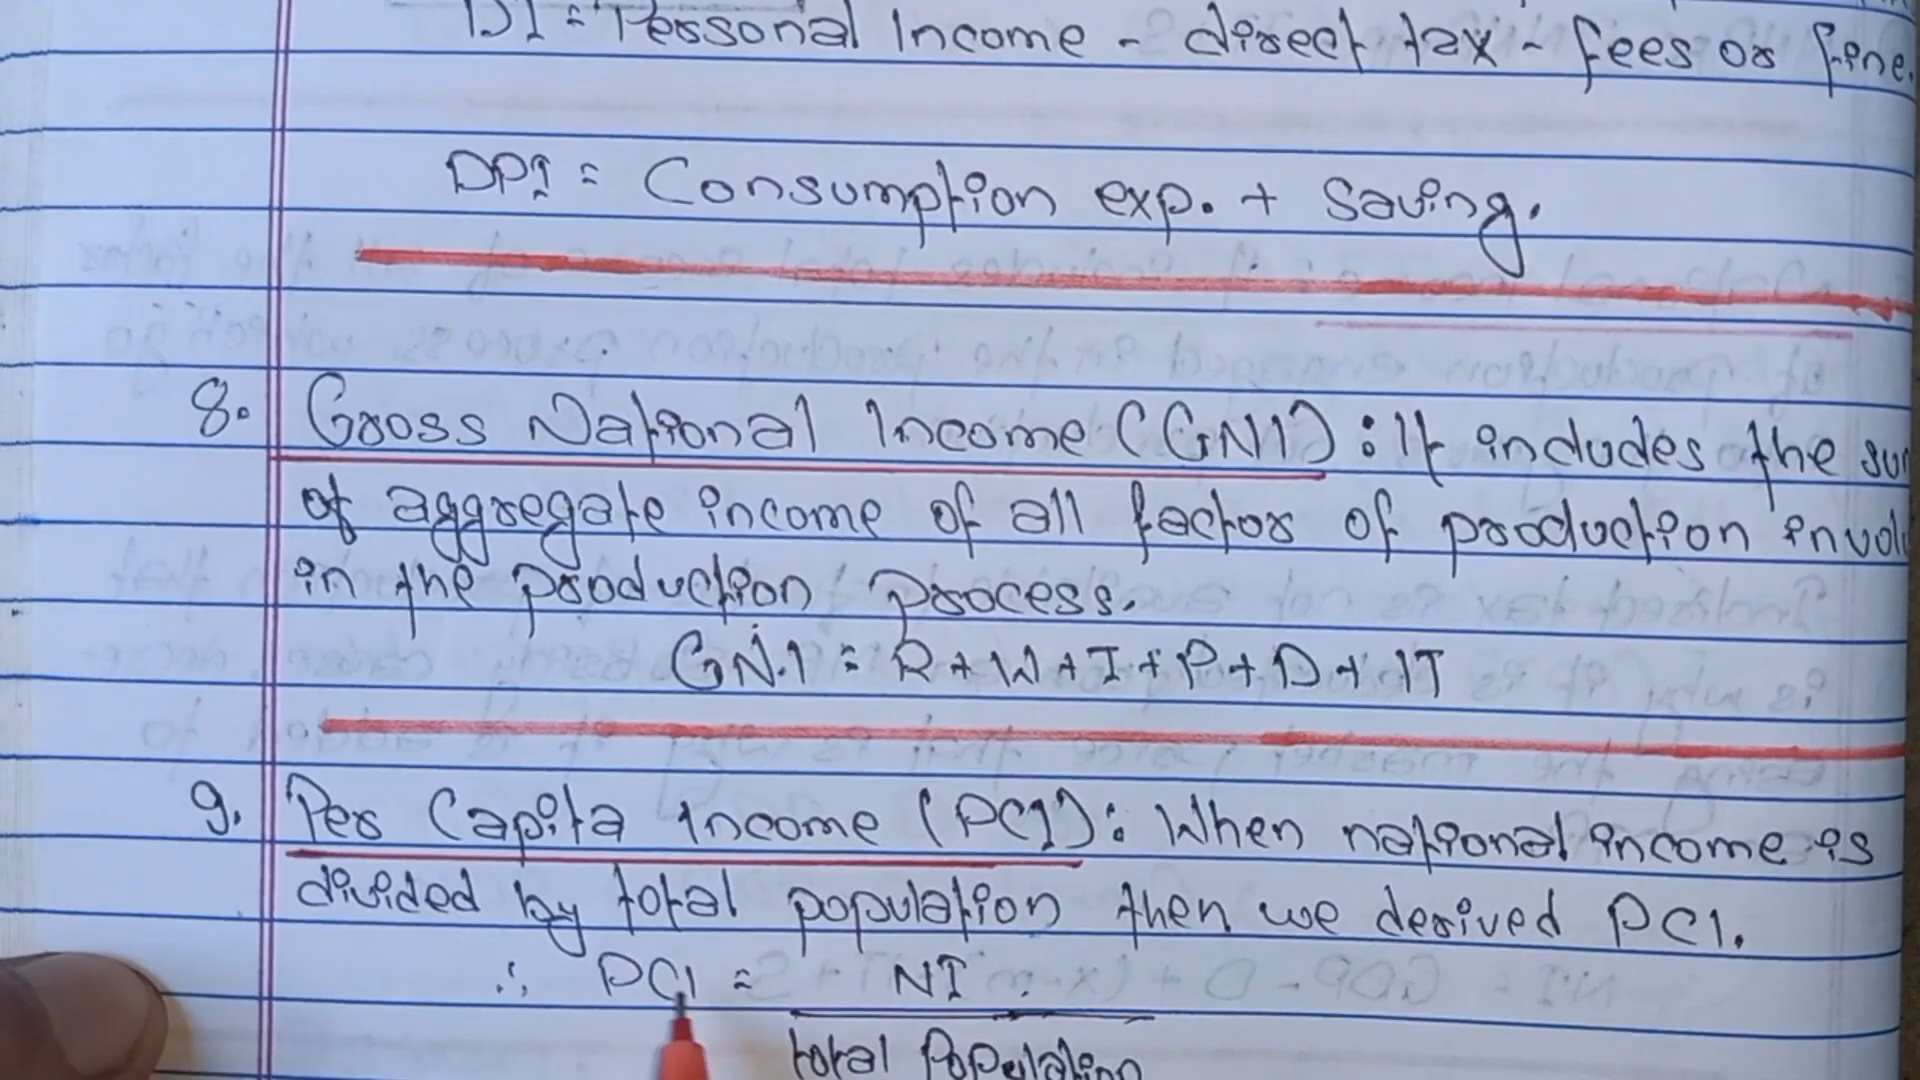 DI = Personal Income - direct tax - fees or fine.
DPI = Consumption exp. + Saving.
8. Gross National Income (GNI) : It includes the
of aggregate income of all factor of production
in the production process.
G.N.I = R + W + I + P + D + IT
9. Per Capita Income (PCI) : When national income is
divided by total population then we derived PCI.
∴ PCI = NI
total Population